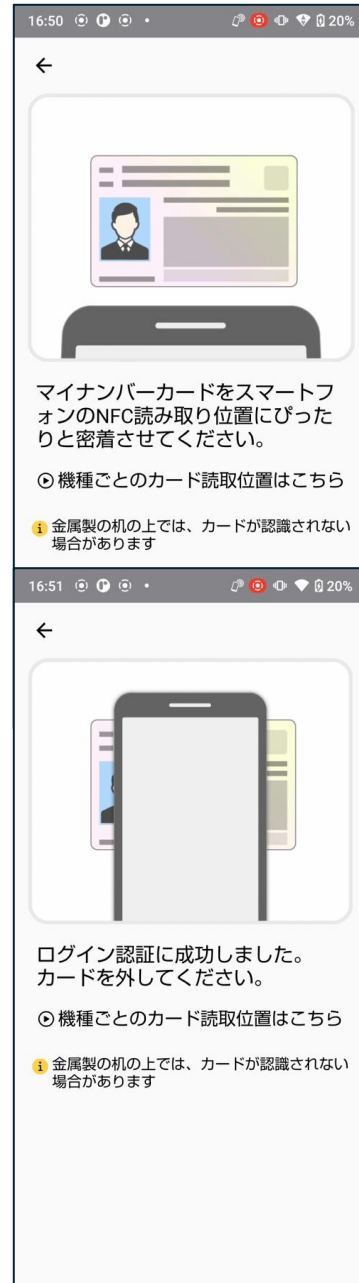 16:50 20%
マイナンバーカードをスマートフ
ォンのNFC読み取り位置にぴった
りと密着させてください。
機種ごとのカード読取位置はこちら
金属製の机の上では、カードが認識されない
場合があります
16:51 20%
ログイン認証に成功しました。
カードを外してください。
機種ごとのカード読取位置はこちら
金属製の机の上では、カードが認識されない
場合があります